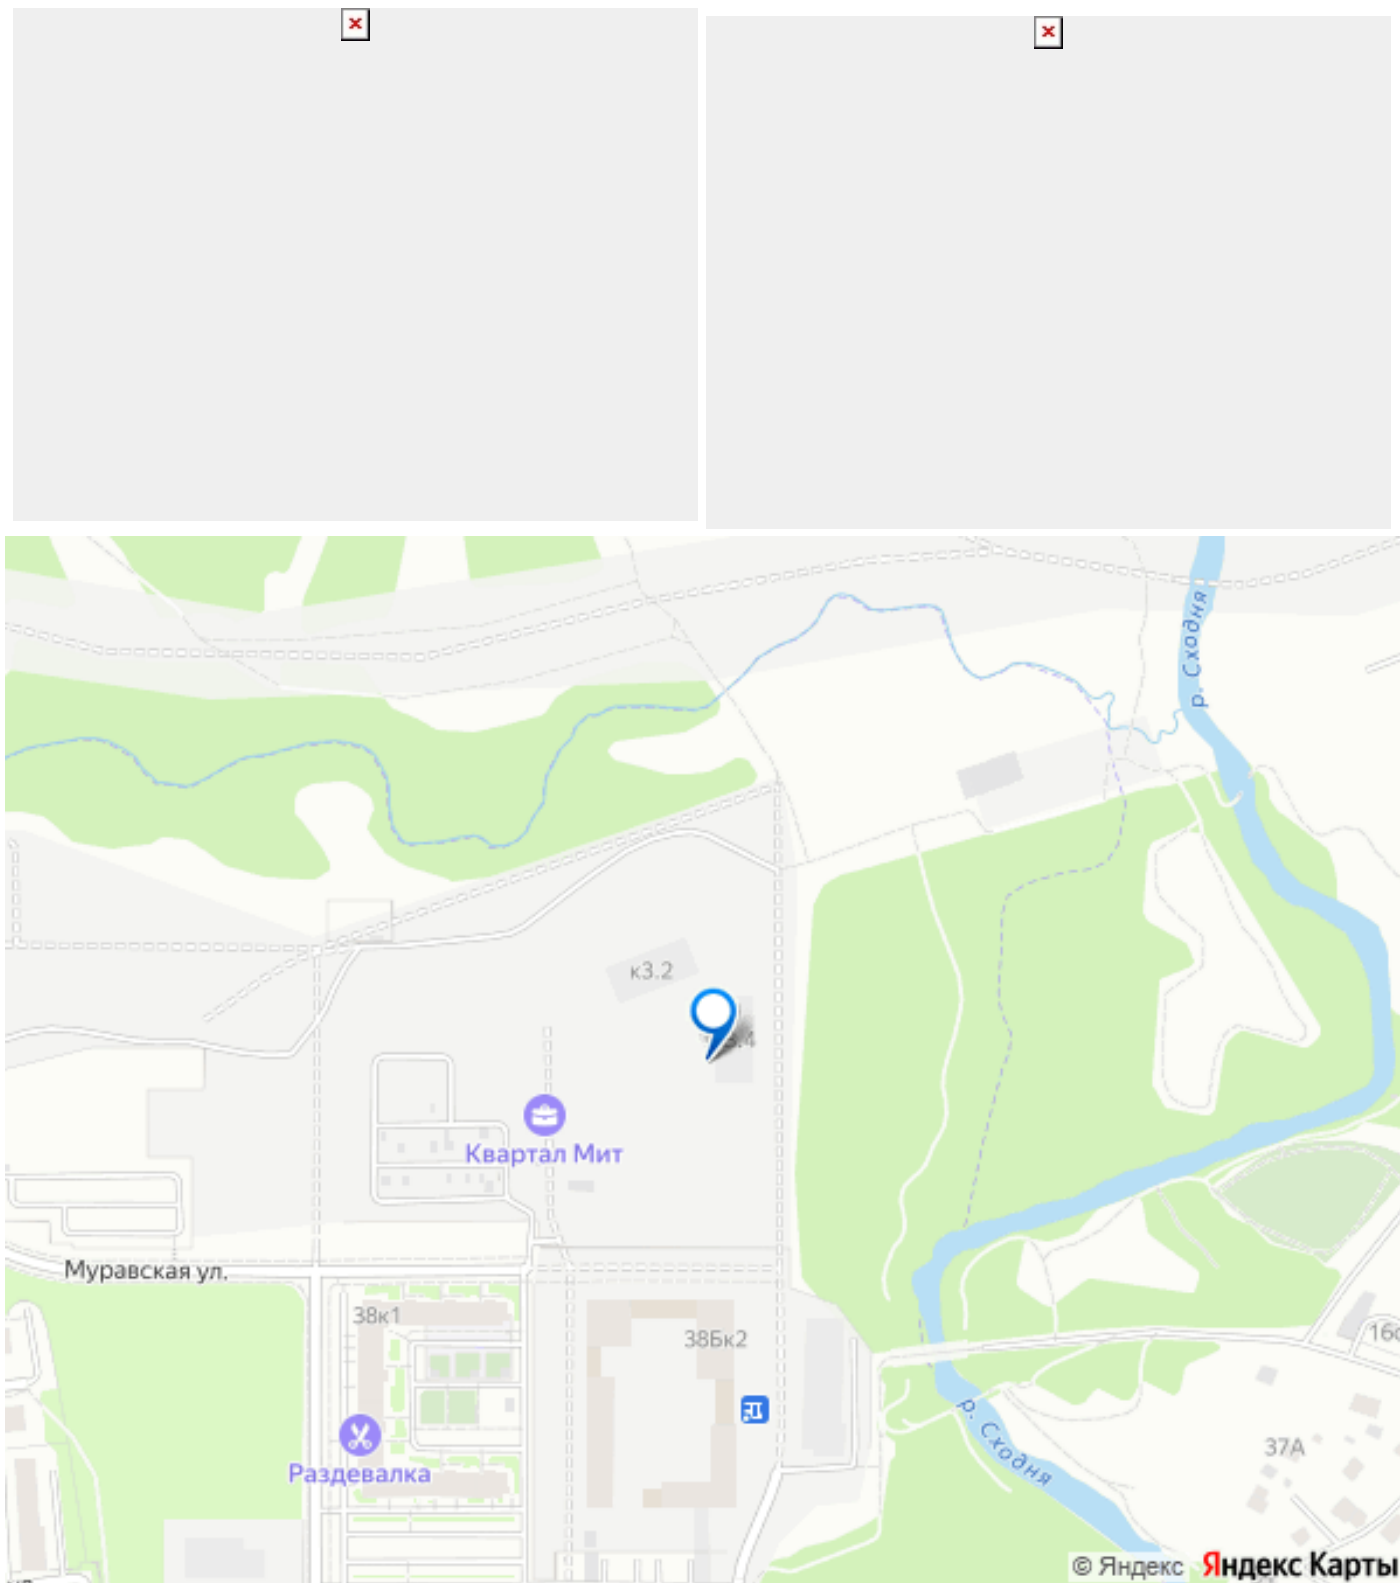 р. Сходня
к3.2
Квартал Мит
Муравская ул.
38к1
38Бк2
р. Сходня
37А
Раздевалка
© Яндекс Яндекс Карты